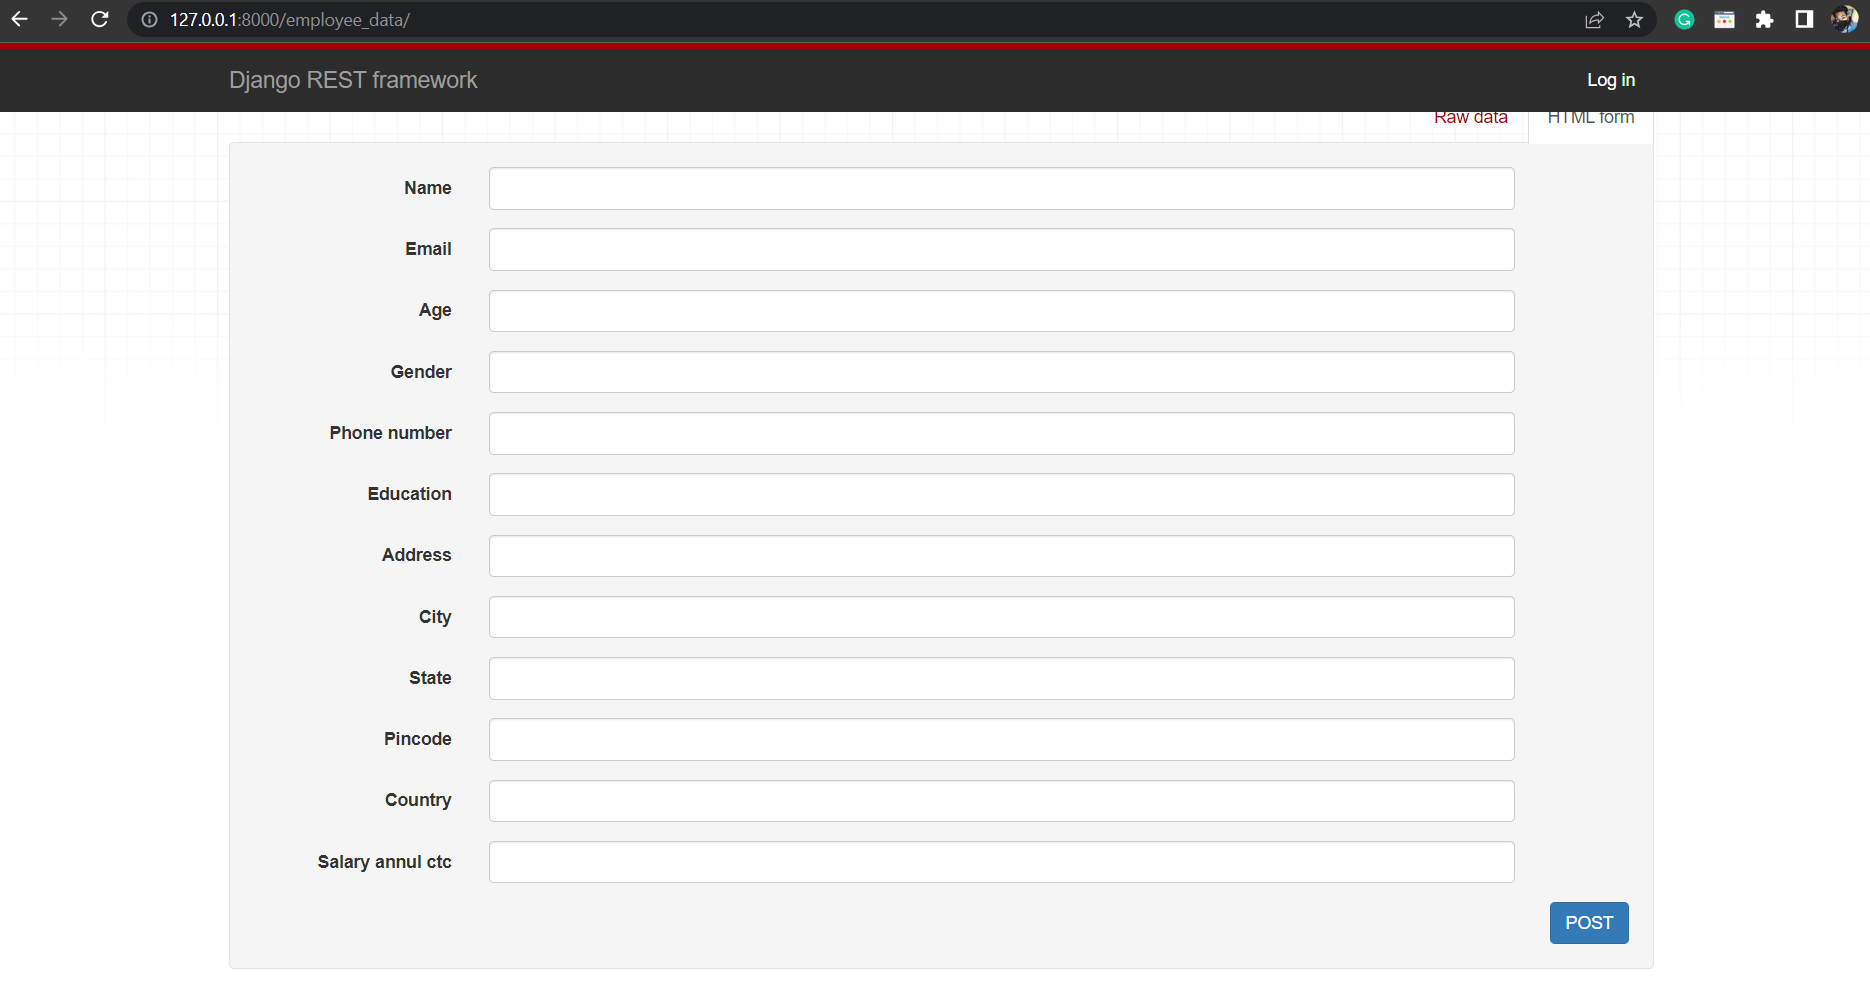 127.0.0.1:8000/employee_data/
Django REST framework
Log in
Raw data
HTML form
Name
Email
Age
Gender
Phone number
Education
Address
City
State
Pincode
Country
Salary annul ctc
POST